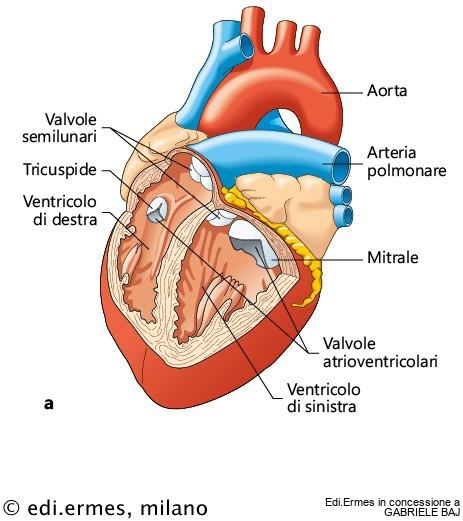 Aorta
Valvole
semilunari
Arteria
polmonare
Tricuspide
Ventricolo
di destra
Mitrale
Valvole
atrioventricolari
Ventricolo
di sinistra
a
© edi.ermes, milano
Edi.Ermes in concessione a
GABRIELE BAJ